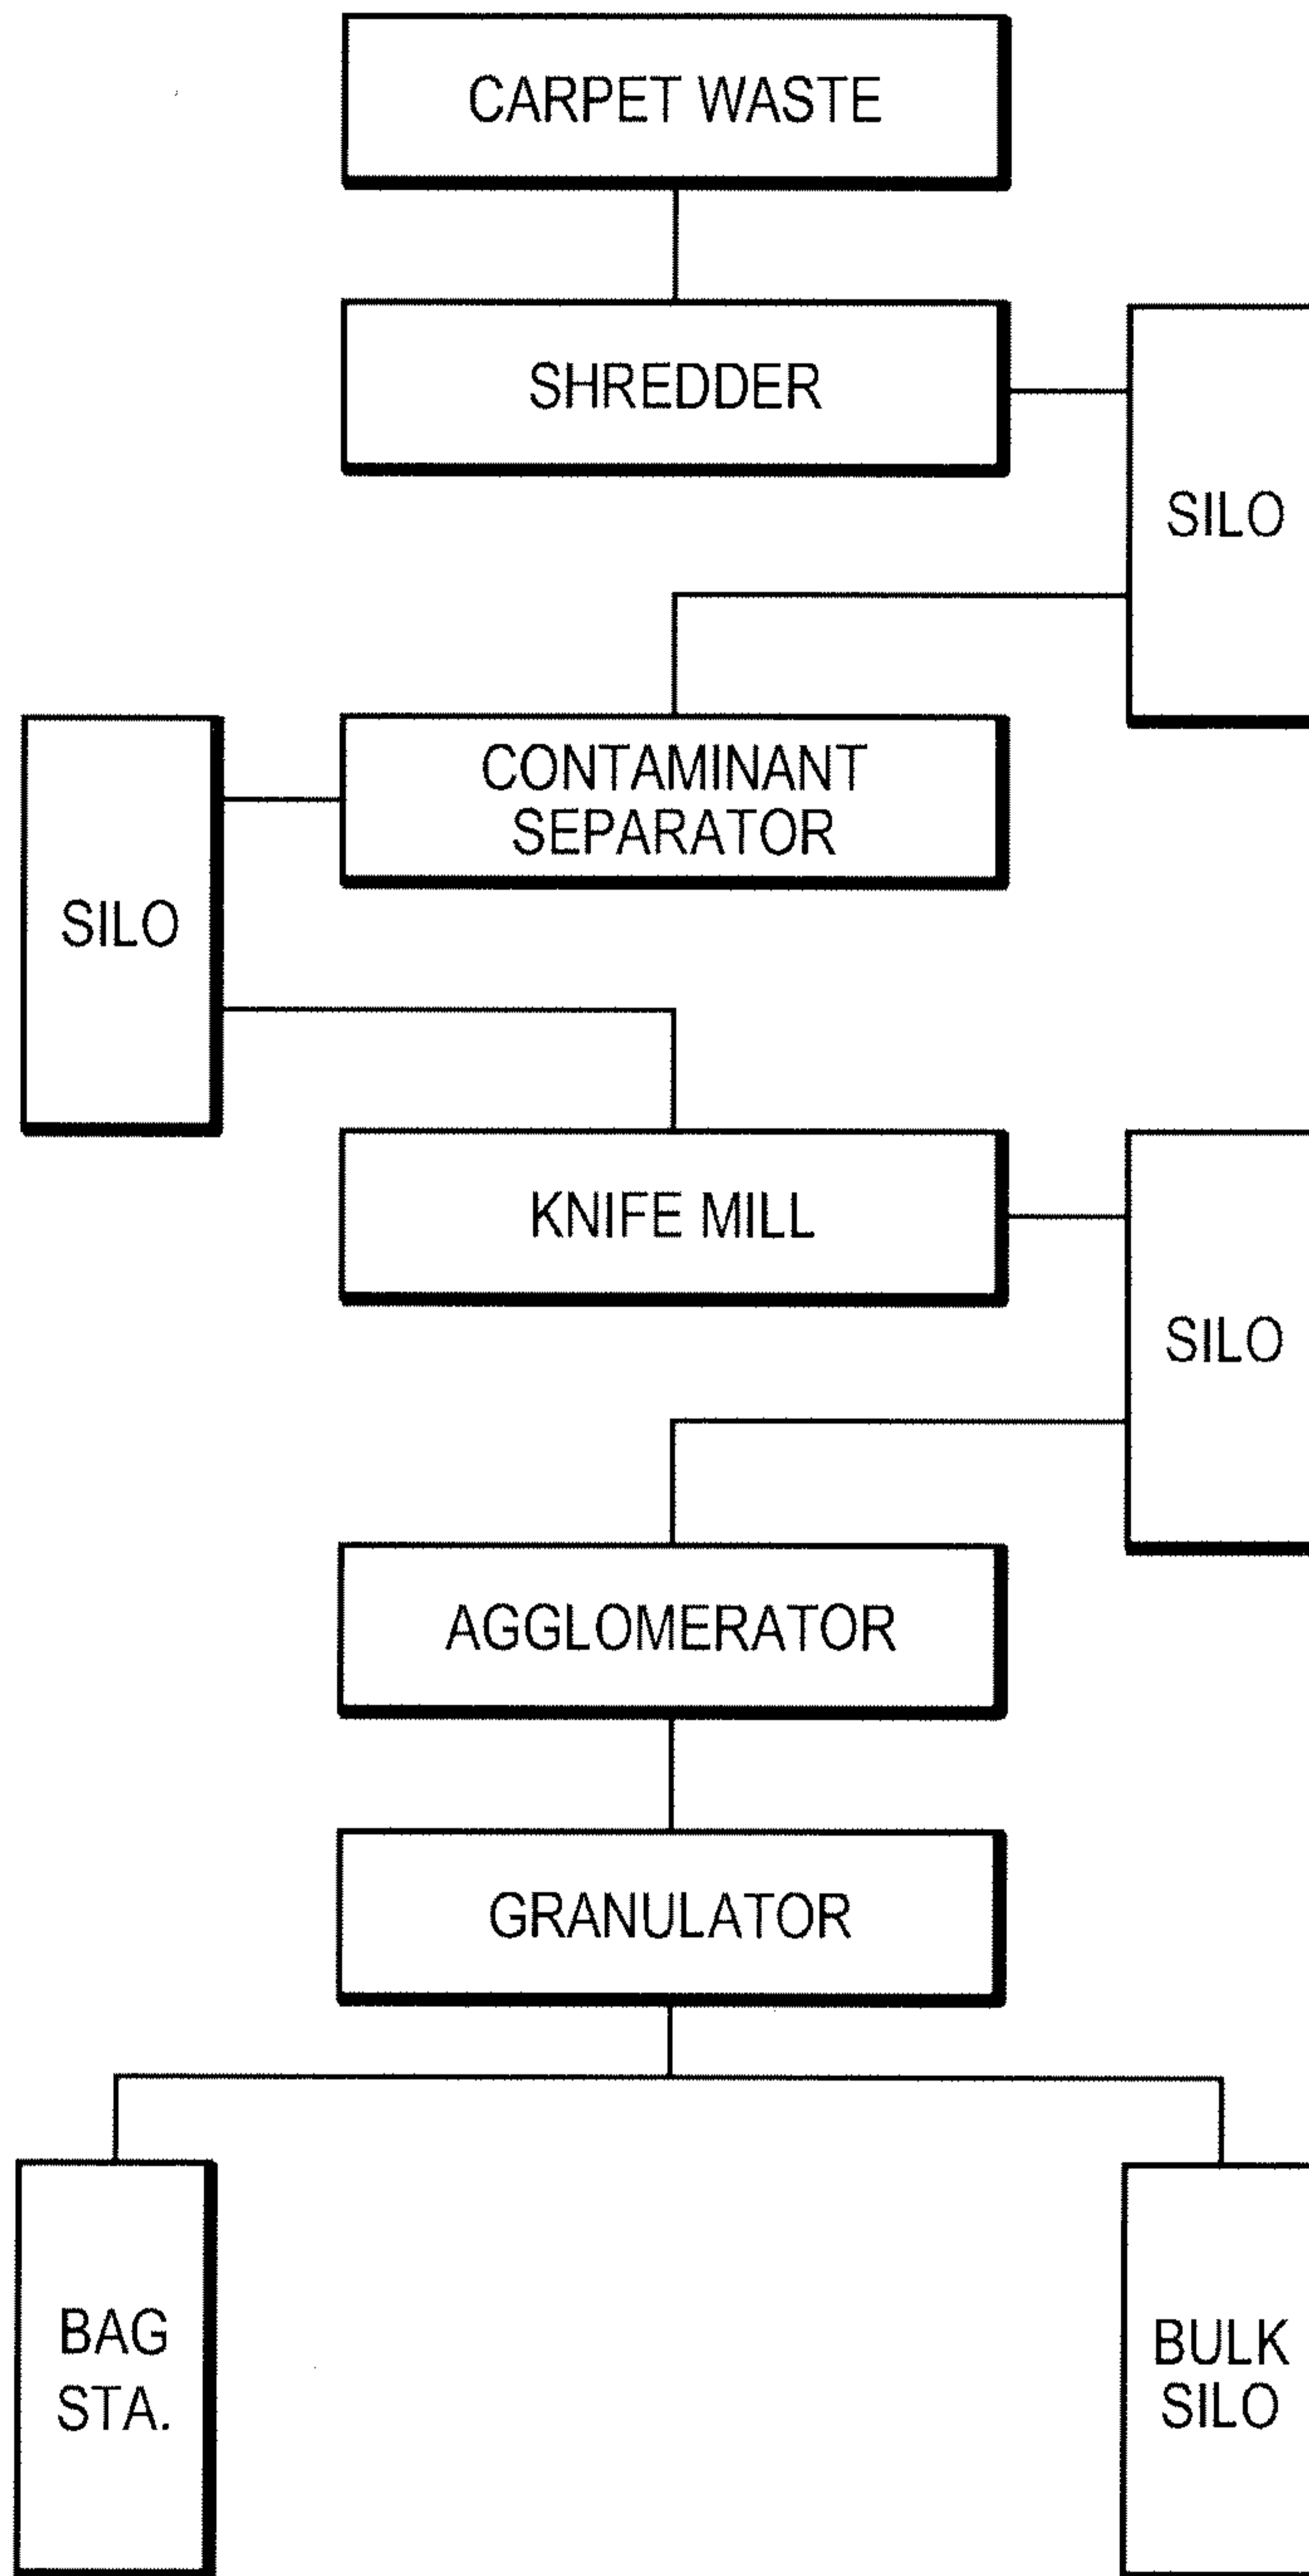 CARPET WASTE
SHREDDER
SILO
CONTAMINANT
SEPARATOR
SILO
KNIFE MILL
SILO
AGGLOMERATOR
GRANULATOR
BAG
STA.
BULK
SILO